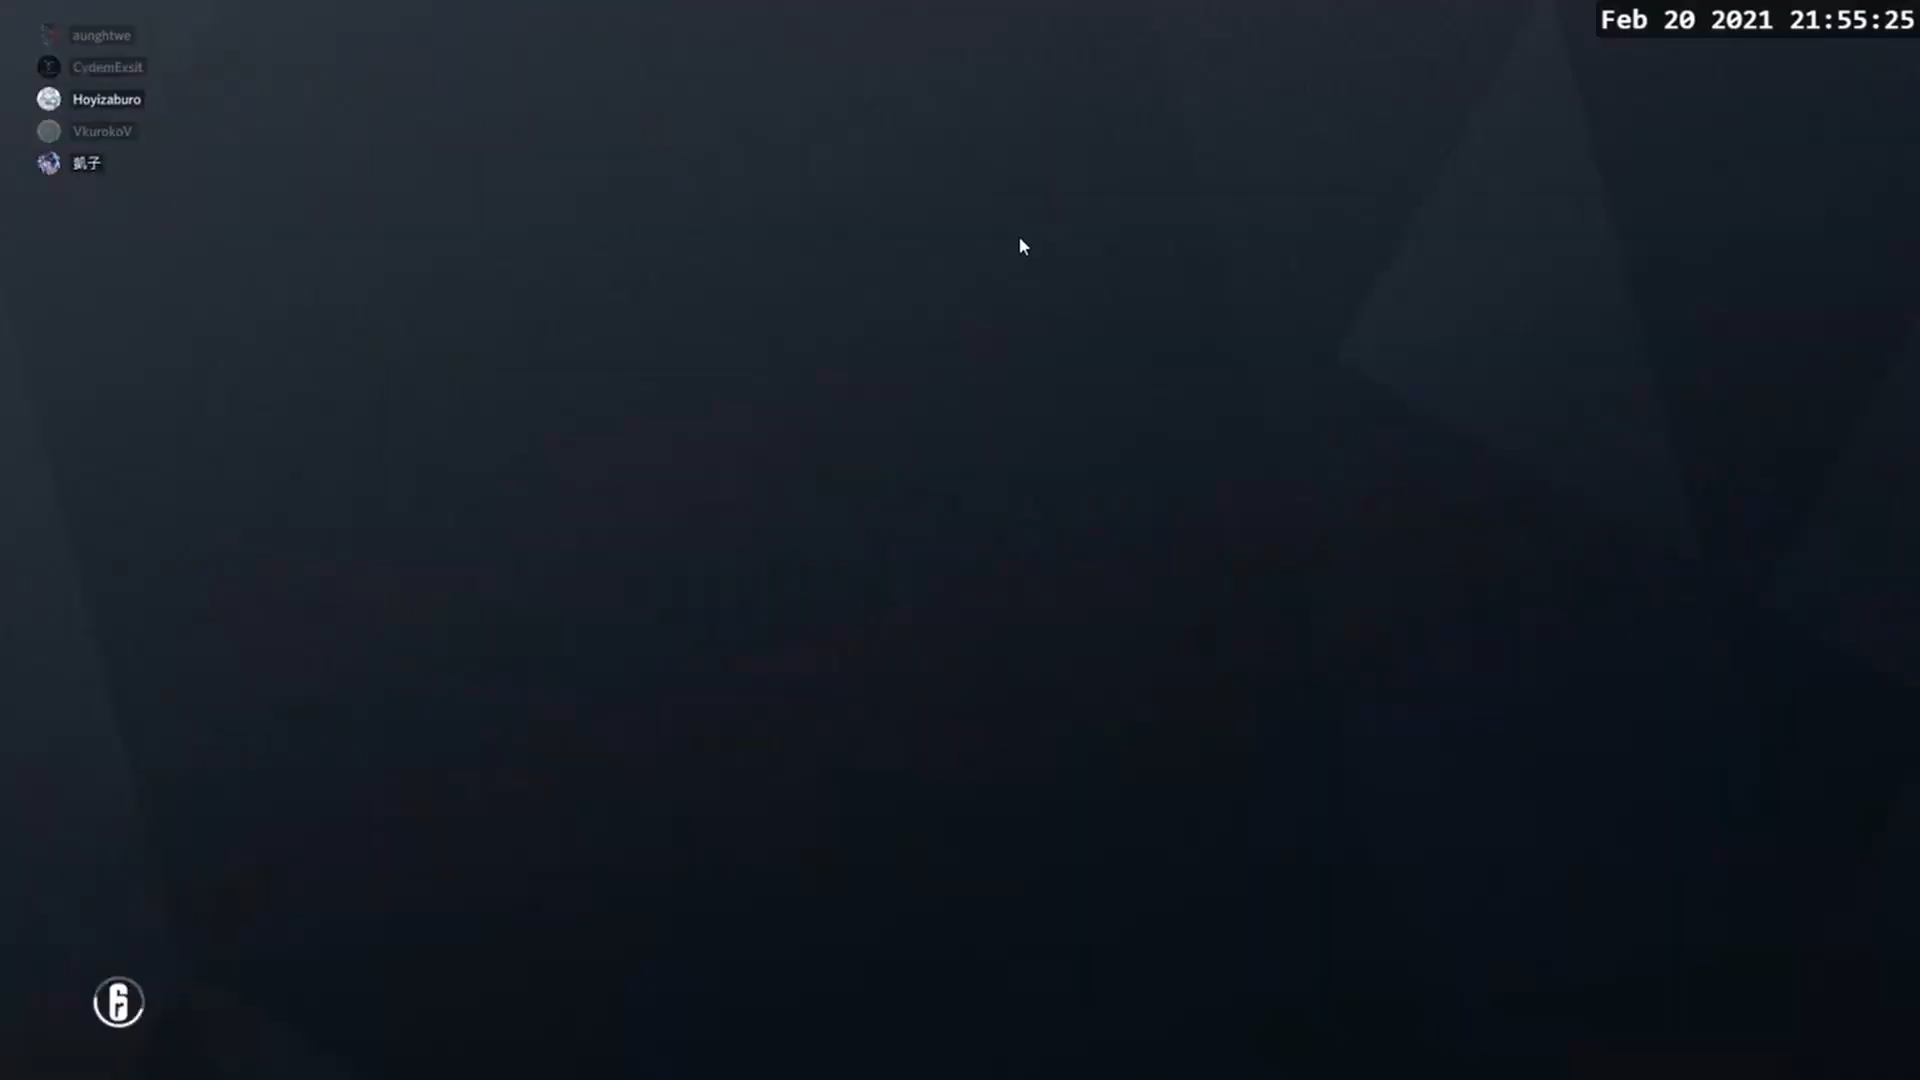 Feb 20 2021 21:55:25
aunghtwe
CydemExsit
Hoyizaburo
VkurokoV
凱子